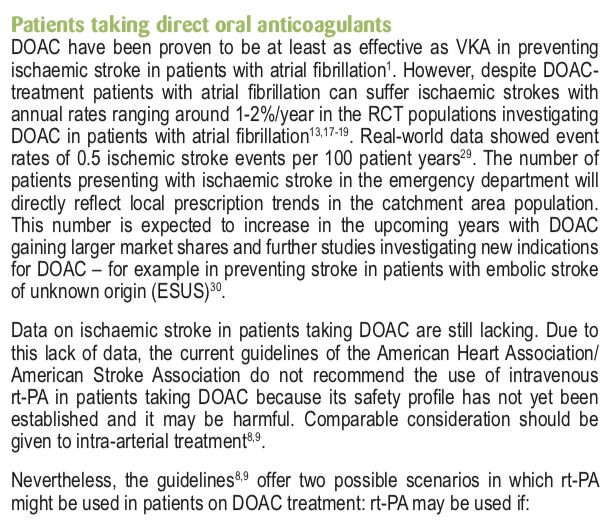 Patients taking direct oral anticoagulants
DOAC have been proven to be at least as effective as VKA in preventing
ischaemic stroke in patients with atrial fibrillation1. However, despite DOAC-
treatment patients with atrial fibrillation can suffer ischaemic strokes with
annual rates ranging around 1-2%/year in the RCT populations investigating
DOAC in patients with atrial fibrillation13,17-19. Real-world data showed event
rates of 0.5 ischemic stroke events per 100 patient years29. The number of
patients presenting with ischaemic stroke in the emergency department will
directly reflect local prescription trends in the catchment area population.
This number is expected to increase in the upcoming years with DOAC
gaining larger market shares and further studies investigating new indications
for DOAC – for example in preventing stroke in patients with embolic stroke
of unknown origin (ESUS)30.
Data on ischaemic stroke in patients taking DOAC are still lacking. Due to
this lack of data, the current guidelines of the American Heart Association/
American Stroke Association do not recommend the use of intravenous
rt-PA in patients taking DOAC because its safety profile has not yet been
established and it may be harmful. Comparable consideration should be
given to intra-arterial treatment8,9.
Nevertheless, the guidelines8,9 offer two possible scenarios in which rt-PA
might be used in patients on DOAC treatment: rt-PA may be used if: